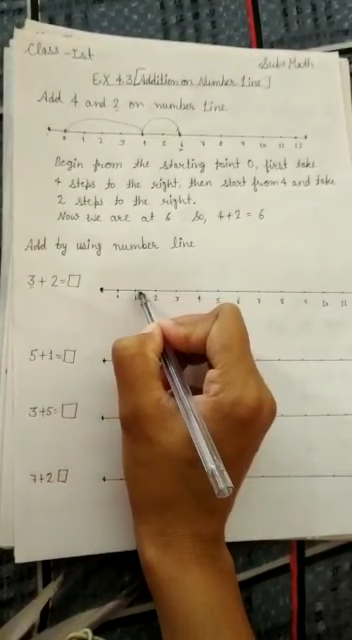 Class - Ist
Sub: Math
EX 4.3 [Addition on Number Line]
Add 4 and 2 on number line
0 1 2 3 4 5 6 7 8 9 10 11 12
Begin from the starting point 0, first take
4 steps to the right. then start from 4 and take
2 steps to the right.
Now we are at 6 So, 4+2 = 6
Add by using number line
3+2=
2 3 4 5 6 7 8 9 10 11
5+1=
3+5=
7+2